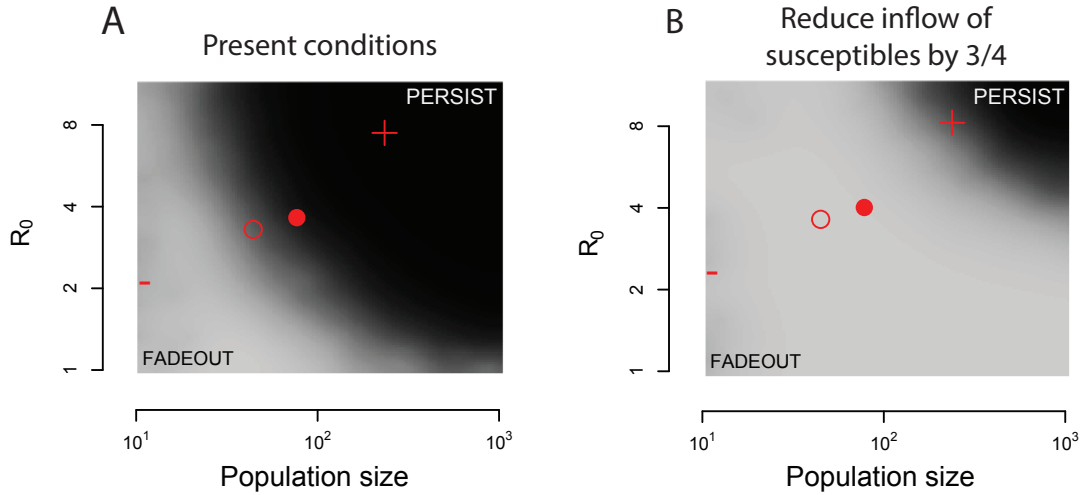 A
Present conditions
PERSIST
FADEOUT
R0
8
4
2
1
10^1
10^2
10^3
Population size
B
Reduce inflow of
susceptibles by 3/4
PERSIST
FADEOUT
R0
8
4
2
1
10^1
10^2
10^3
Population size